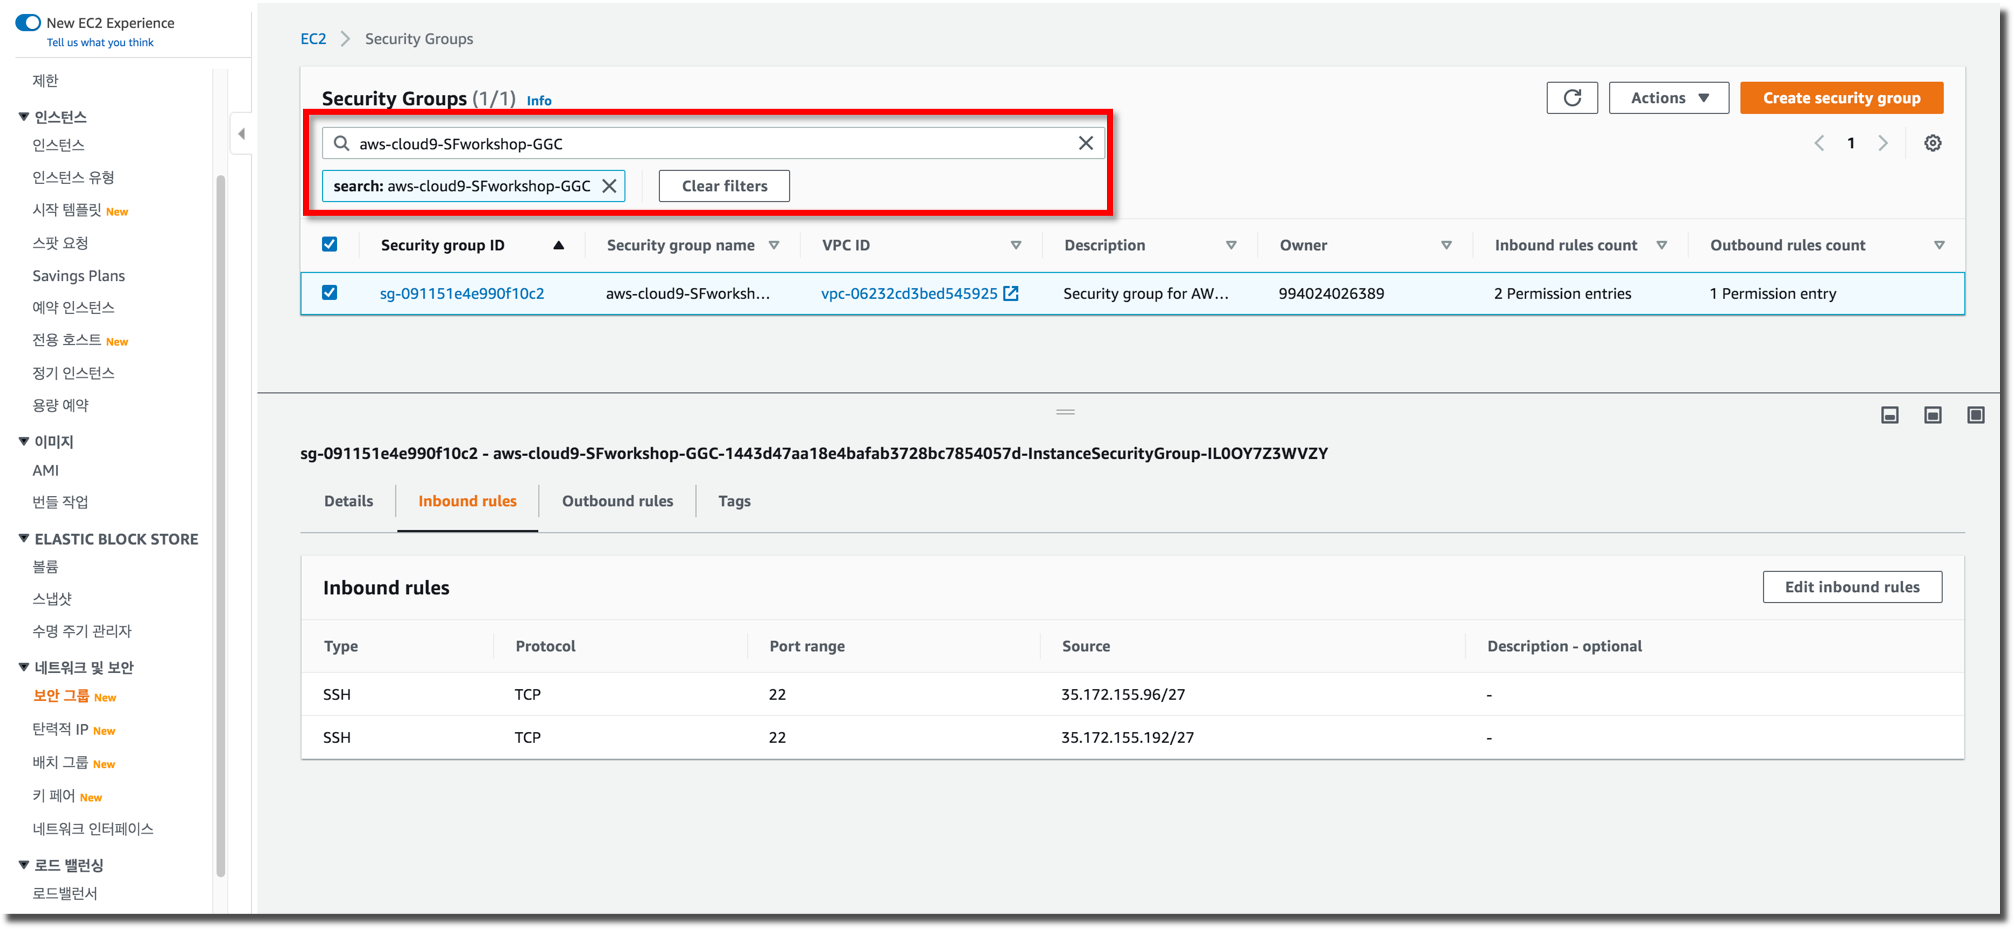 New EC2 Experience
Tell us what you think
제한
인스턴스
인스턴스
인스턴스 유형
시작 템플릿 New
스팟 요청
Savings Plans
예약 인스턴스
전용 호스트 New
정기 인스턴스
용량 예약
이미지
AMI
번들 작업
ELASTIC BLOCK STORE
볼륨
스냅샷
수명 주기 관리자
네트워크 및 보안
보안 그룹 New
탄력적 IP New
배치 그룹 New
키 페어 New
네트워크 인터페이스
로드 밸런싱
로드밸런서
EC2 > Security Groups
Security Groups (1/1) Info
Actions
Create security group
aws-cloud9-SFworkshop-GGC
1
search: aws-cloud9-SFworkshop-GGC
Clear filters
Security group ID Security group name VPC ID Description Owner Inbound rules count Outbound rules count
sg-091151e4e990f10c2 aws-cloud9-SFworksh... vpc-06232cd3bed545925 Security group for AW... 994024026389 2 Permission entries 1 Permission entry
sg-091151e4e990f10c2 - aws-cloud9-SFworkshop-GGC-1443d47aa18e4bafab3728bc7854057d-InstanceSecurityGroup-IL0OY7Z3WVZY
Details Inbound rules Outbound rules Tags
Inbound rules
Edit inbound rules
Type Protocol Port range Source Description - optional
SSH TCP 22 35.172.155.96/27 -
SSH TCP 22 35.172.155.192/27 -